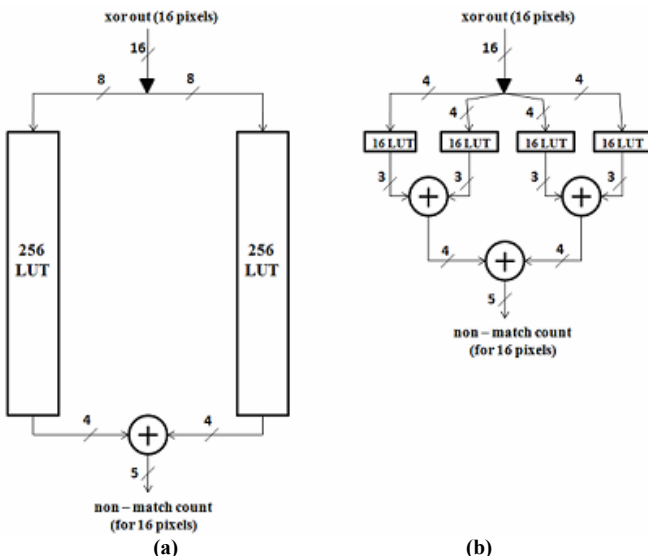 xor out (16 pixels)
16
8
8
256
LUT
256
LUT
4
4
5
non – match count
(for 16 pixels)
(a)
xor out (16 pixels)
16
4
4
4
4
16 LUT
16 LUT
16 LUT
16 LUT
3
3
3
3
4
4
5
non – match count
(for 16 pixels)
(b)